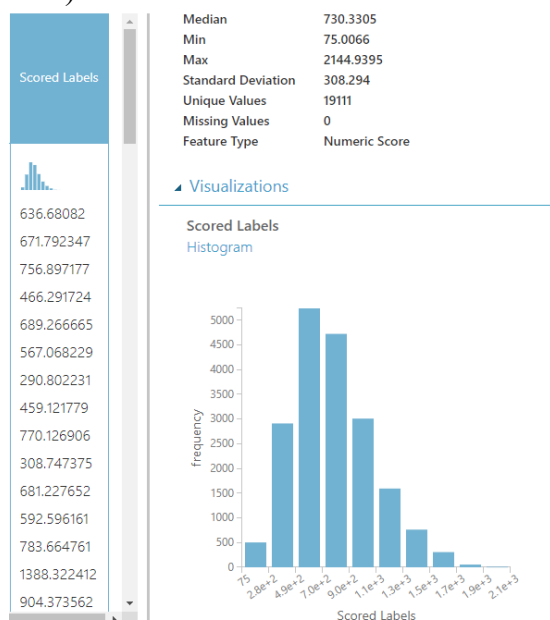 Median 730.3305
Min 75.0066
Max 2144.9395
Standard Deviation 308.294
Unique Values 19111
Missing Values 0
Feature Type Numeric Score
Scored Labels
636.68082
671.792347
756.897177
466.291724
689.266665
567.068229
290.802231
459.121779
770.126906
308.747375
681.227652
592.596161
783.664761
1388.322412
904.373562
Visualizations
Scored Labels
Histogram
frequency
5000
4500
4000
3500
3000
2500
2000
1500
1000
500
0
75
2.8e+2
4.9e+2
7.0e+2
9.0e+2
1.1e+3
1.3e+3
1.5e+3
1.7e+3
1.9e+3
2.1e+3
Scored Labels